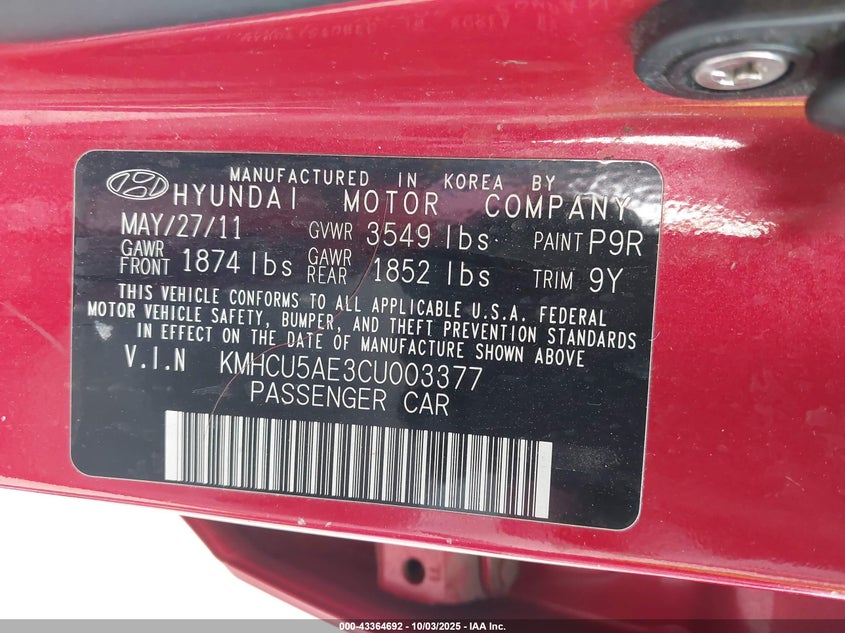 MANUFACTURED IN KOREA BY
HYUNDAI MOTOR COMPANY
MAY/27/11 GVWR 3549 lbs PAINT P9R
GAWR FRONT 1874 lbs GAWR REAR 1852 lbs TRIM 9Y
THIS VEHICLE CONFORMS TO ALL APPLICABLE U.S.A. FEDERAL
MOTOR VEHICLE SAFETY, BUMPER, AND THEFT PREVENTION STANDARDS
IN EFFECT ON THE DATE OF MANUFACTURE SHOWN ABOVE
V.I.N KMHCU5AE3CU003377
PASSENGER CAR
000-43364692 - 10/03/2025 - IAA Inc.